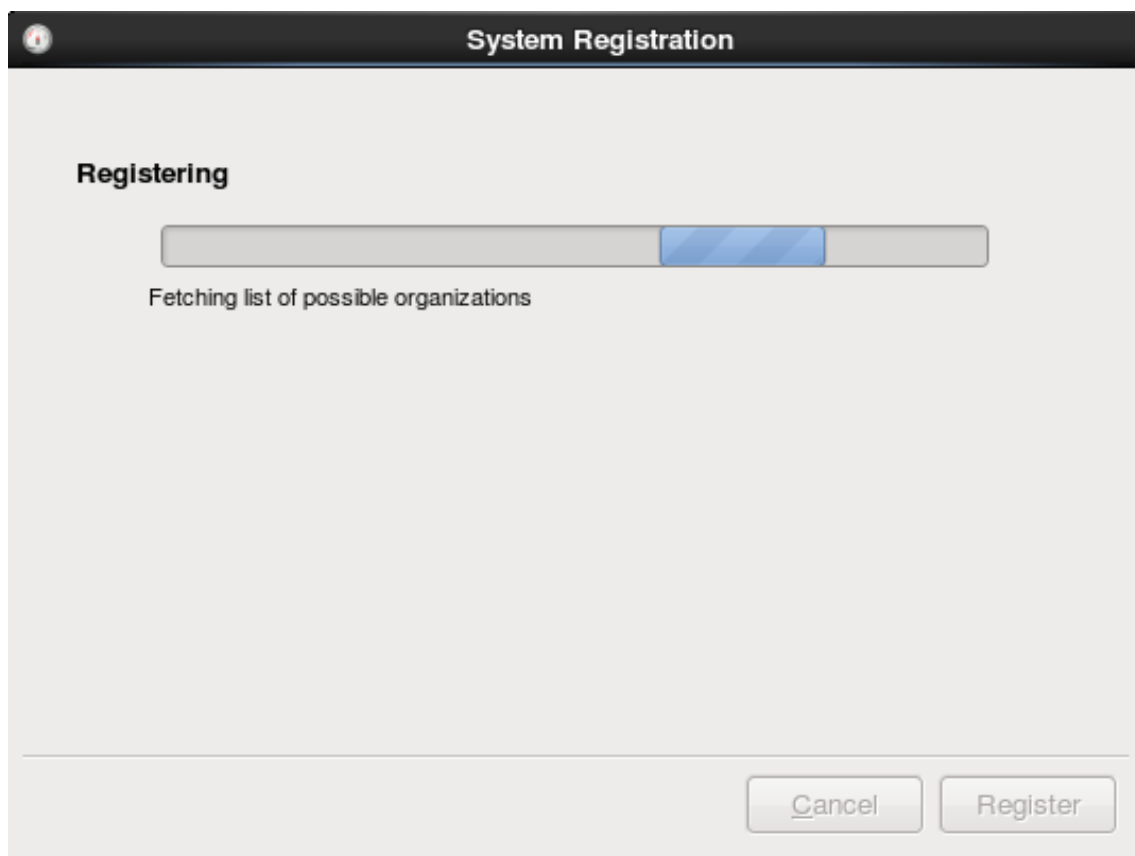 System Registration
Registering
Fetching list of possible organizations
Cancel
Register